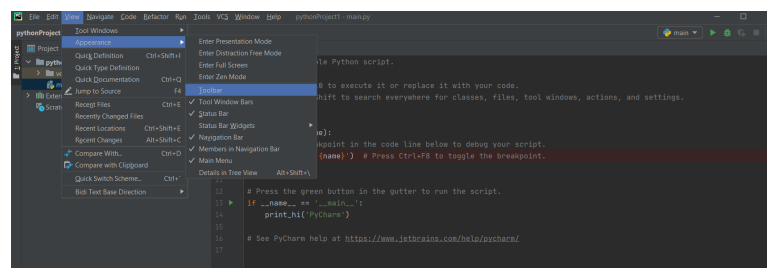 File Edit View Navigate Code Refactor Run Tools VCS Window Help pythonProject1 - main.py
pythonProject
main
Project
1: Project
Tool Windows
Appearance
Quick Definition Ctrl+Shift+I
Quick Type Definition
Quick Documentation Ctrl+Q
Jump to Source F4
Recent Files Ctrl+E
Recently Changed Files
Recent Locations Ctrl+Shift+E
Recent Changes Alt+Shift+C
Compare With... Ctrl+D
Compare with Clipboard
Quick Switch Scheme... Ctrl+`
Bidi Text Base Direction
Enter Presentation Mode
Enter Distraction Free Mode
Enter Full Screen
Enter Zen Mode
Toolbar
Tool Window Bars
Status Bar
Status Bar Widgets
Navigation Bar
Members in Navigation Bar
Main Menu
Details in Tree View Alt+Shift+\
pyth
ve
m
Exter
Scrat
le Python script.
to execute it or replace it with your code.
hift to search everywhere for classes, files, tool windows, actions, and settings.
e):
eakpoint in the code line below to debug your script.
{name}') # Press Ctrl+F8 to toggle the breakpoint.
11
12 # Press the green button in the gutter to run the script.
13 if __name__ == '__main__':
14 print_hi('PyCharm')
15
16 # See PyCharm help at https://www.jetbrains.com/help/pycharm/
17